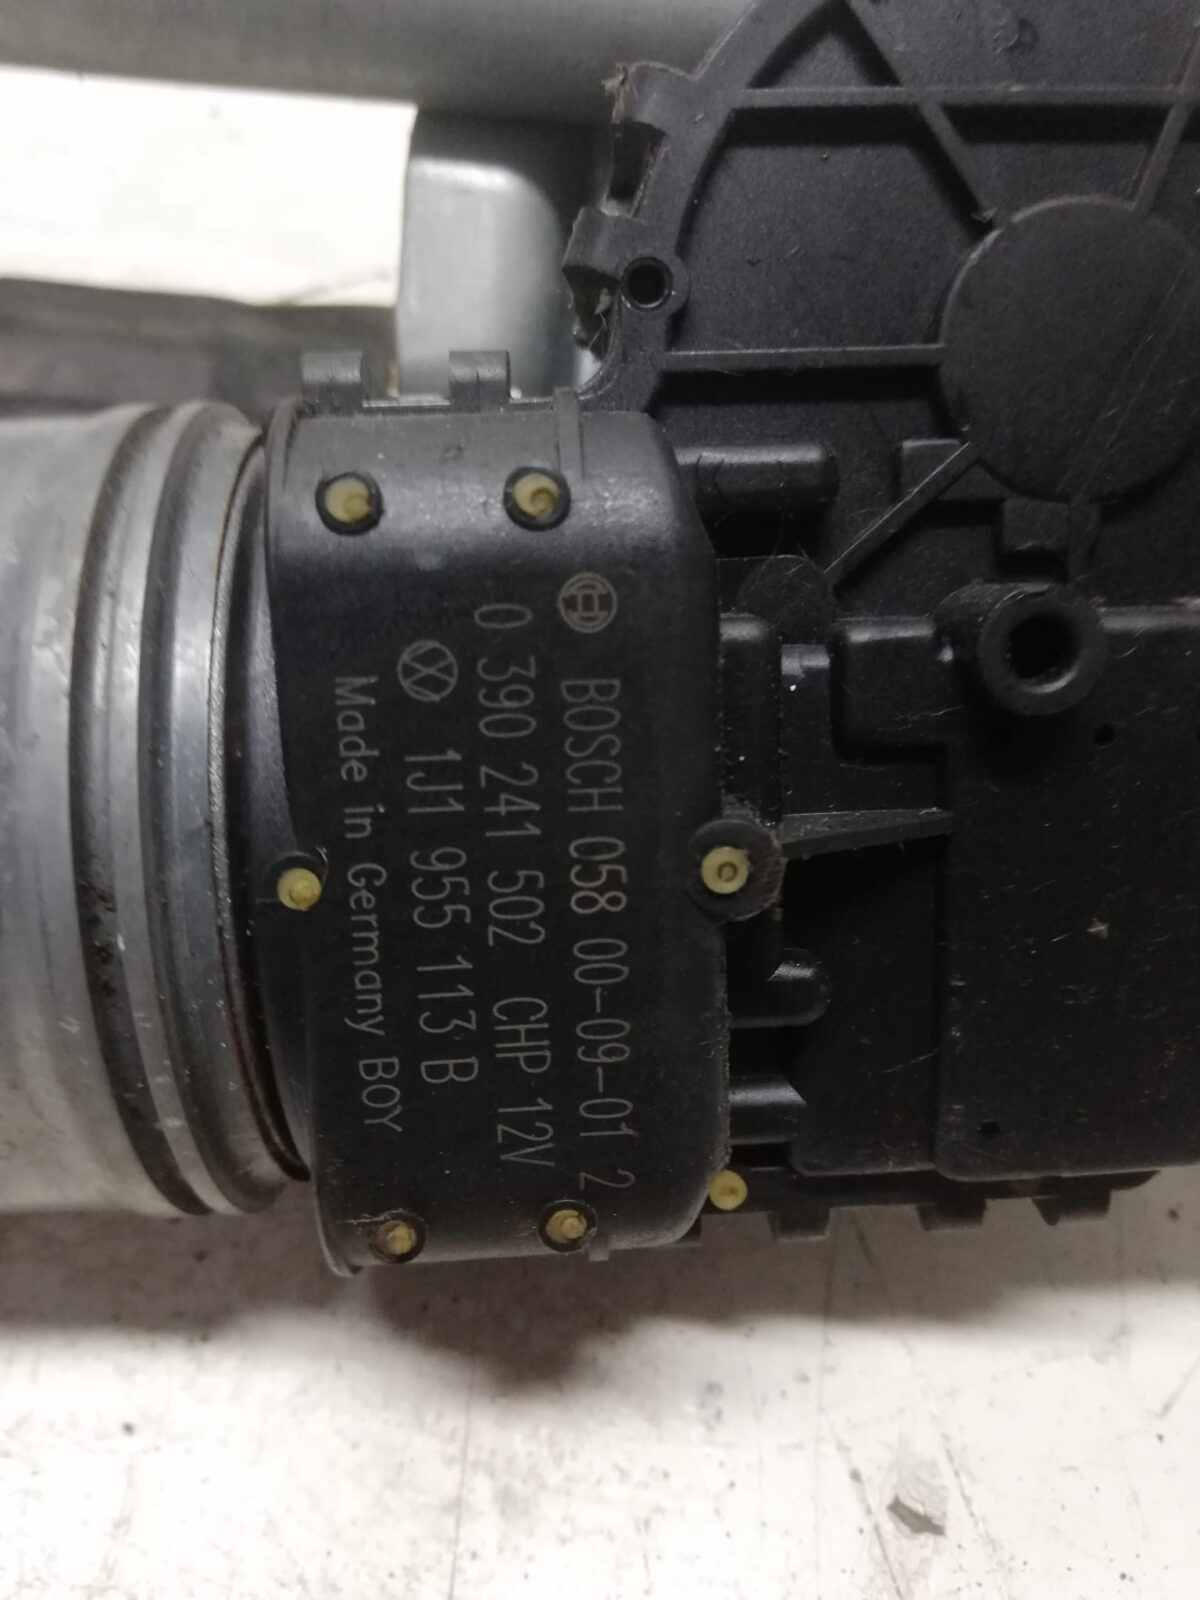 BOSCH 058 00-09-01 2
0 390 241 502 CHP 12V
1J1 955 113 B
Made in Germany BOY